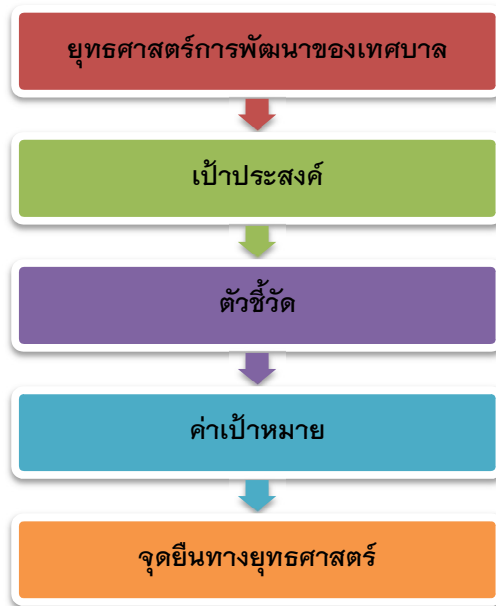 ยุทธศาสตร์การพัฒนาของเทศบาล
เป้าประสงค์
ตัวชี้วัด
ค่าเป้าหมาย
จุดยืนทางยุทธศาสตร์